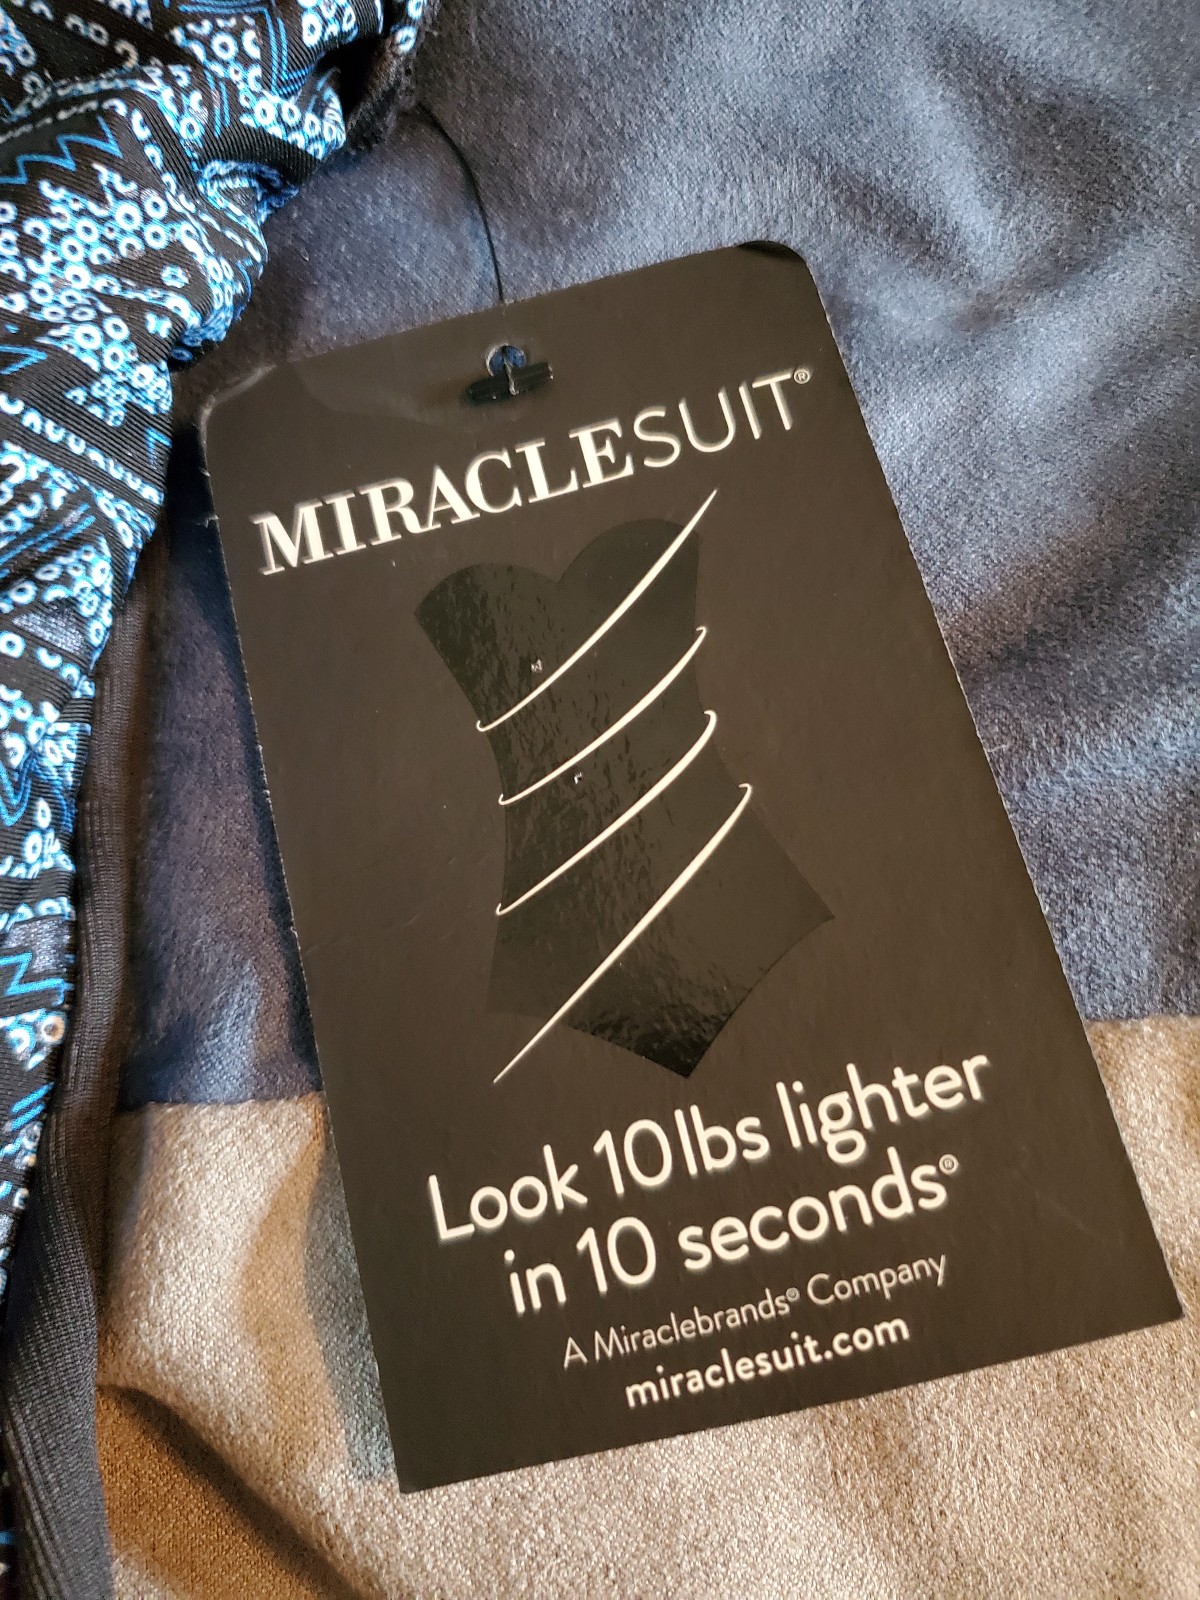 MIRACLESUIT®
Look 10 lbs lighter
in 10 seconds®
A Miraclebrands® Company
miraclesuit.com